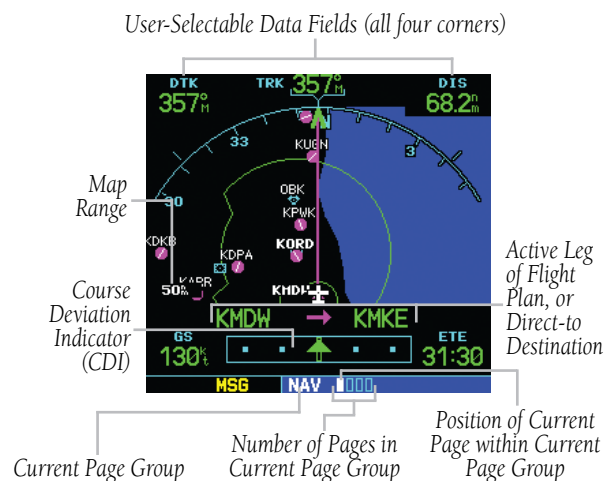 User-Selectable Data Fields (all four corners)
DTK
TRK 357°M
DIS
357°M
68.2nm
N
33
3
KUGN
30
OBK
KPWK
KDKB
KDPA
KORD
KARR
50nm
KMDW
KMDW → KMKE
GS
130kt
ETE
31:30
MSG
NAV
Map
Range
Course
Deviation
Indicator
(CDI)
Active Leg
of Flight
Plan, or
Direct-to
Destination
Current Page Group
Number of Pages in
Current Page Group
Position of Current
Page within Current
Page Group